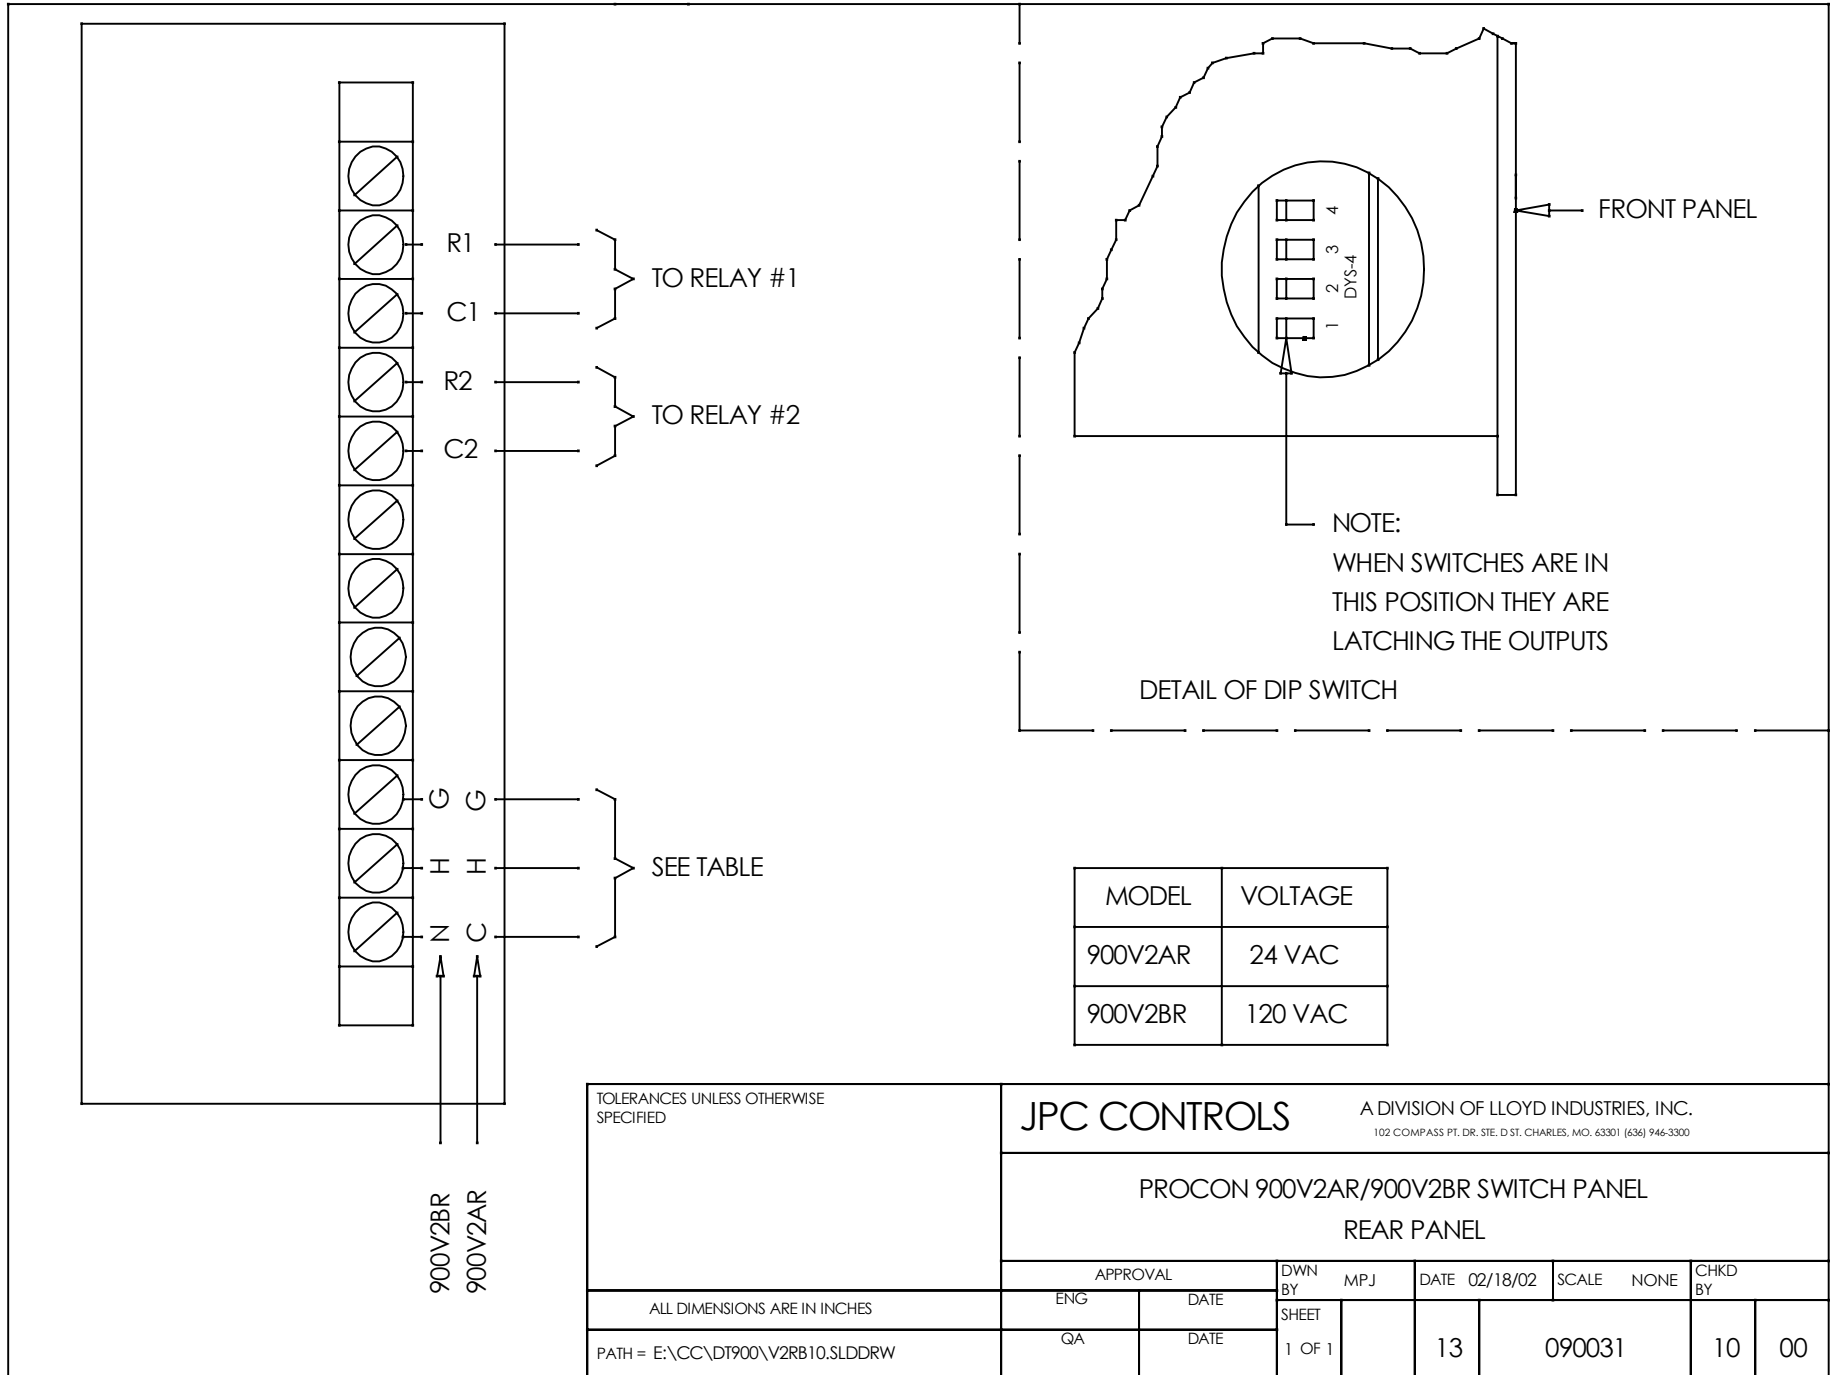 R1
C1
TO RELAY #1
R2
C2
TO RELAY #2
G G
H H
N C
SEE TABLE
900V2BR
900V2AR
4
3
2
1
DYS-4
FRONT PANEL
NOTE:
WHEN SWITCHES ARE IN
THIS POSITION THEY ARE
LATCHING THE OUTPUTS
DETAIL OF DIP SWITCH
MODEL VOLTAGE
900V2AR 24 VAC
900V2BR 120 VAC
TOLERANCES UNLESS OTHERWISE
SPECIFIED
ALL DIMENSIONS ARE IN INCHES
PATH = E:\CC\DT900\V2RB10.SLDDRW
JPC CONTROLS
A DIVISION OF LLOYD INDUSTRIES, INC.
102 COMPASS PT. DR. STE. D ST. CHARLES, MO. 63301 (636) 946-3300
PROCON 900V2AR/900V2BR SWITCH PANEL
REAR PANEL
APPROVAL
ENG DATE
QA DATE
DWN
BY MPJ
DATE 02/18/02
SCALE NONE
CHKD
BY
SHEET
1 OF 1
13
090031
10
00